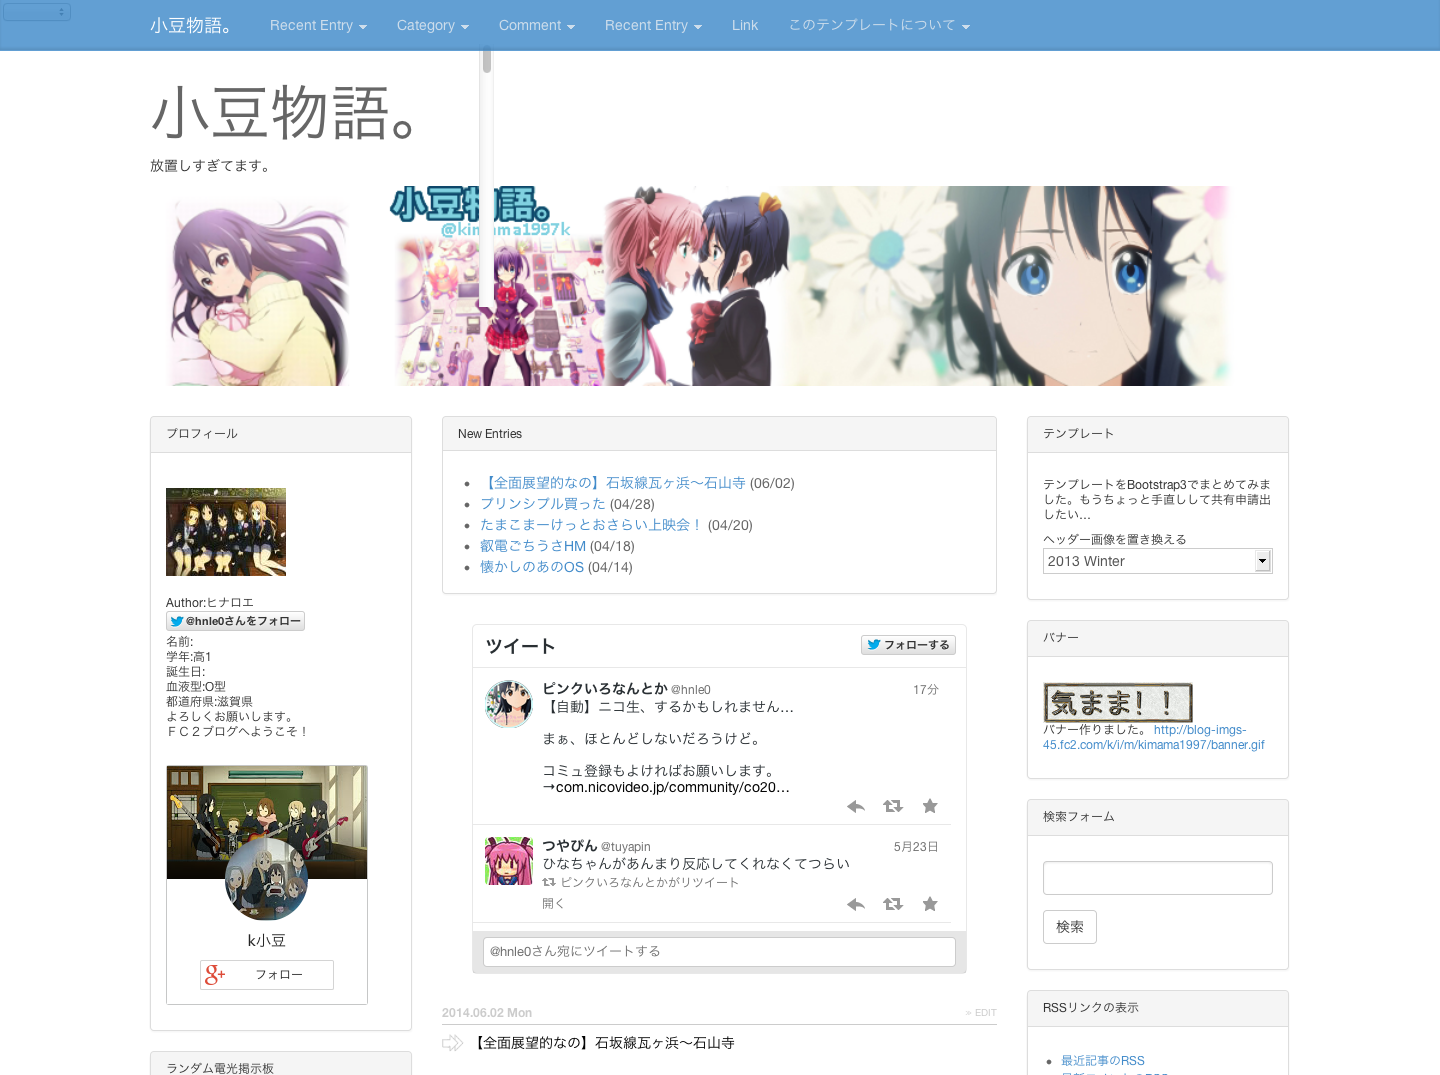 小豆物語。 Recent Entry Category Comment Recent Entry Link このテンプレートについて
小豆物語。
放置しすぎてます。
小豆物語。
@kimama1997k
プロフィール
Author:ヒナロエ
@hnle0さんをフォロー
名前:
学年:高1
誕生日:
血液型:O型
都道府県:滋賀県
よろしくお願いします。
ＦＣ２ブログへようこそ！
k小豆
フォロー
ランダム電光掲示板
New Entries
【全面展望的なの】石坂線瓦ヶ浜～石山寺 (06/02)
プリンシプル買った (04/28)
たまこまーけっとおさらい上映会！ (04/20)
叡電ごちうさHM (04/18)
懐かしのあのOS (04/14)
ツイート フォローする
ピンクいろなんとか @hnle0 17分
【自動】ニコ生、するかもしれません…
まぁ、ほとんどしないだろうけど。
コミュ登録もよければお願いします。
→com.nicovideo.jp/community/co20…
つやぴん @tuyapin 5月23日
ひなちゃんがあんまり反応してくれなくてつらい
ピンクいろなんとかがリツイート
開く
@hnle0さん宛にツイートする
2014.06.02 Mon » EDIT
【全面展望的なの】石坂線瓦ヶ浜～石山寺
テンプレート
テンプレートをBootstrap3でまとめてみま
した。もうちょっと手直しして共有申請出
したい…
ヘッダー画像を置き換える
2013 Winter
バナー
気まま！！
バナー作りました。 http://blog-imgs-
45.fc2.com/k/i/m/kimama1997/banner.gif
検索フォーム
検索
RSSリンクの表示
最近記事のRSS